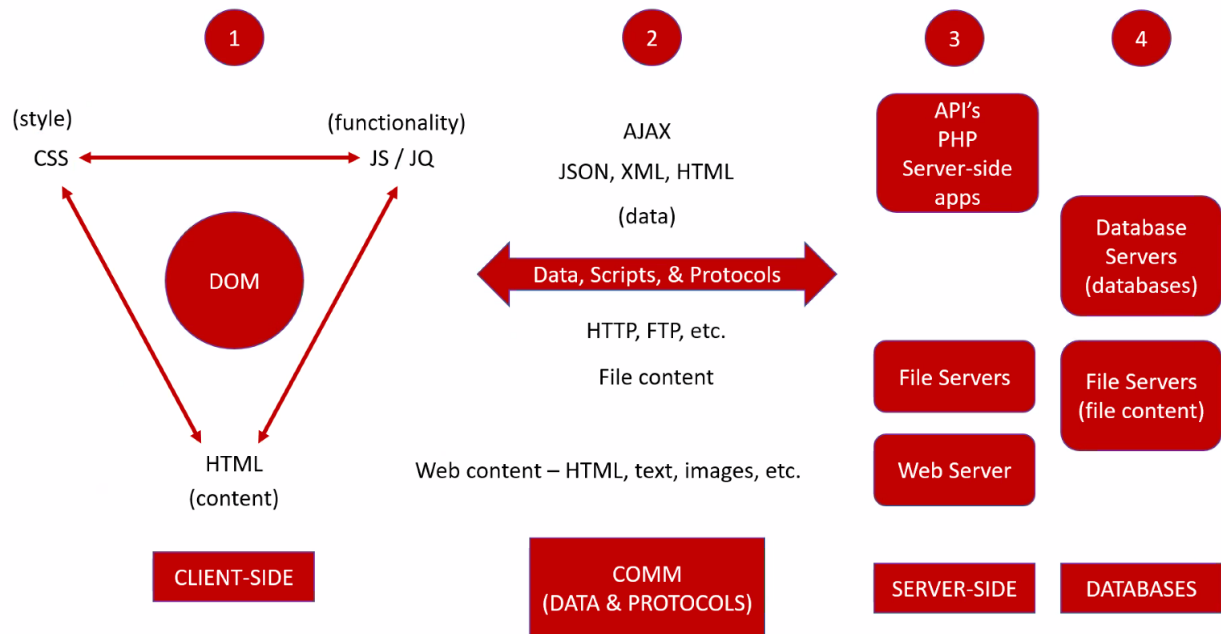 1
(style)
(functionality)
CSS
JS / JQ
DOM
HTML
(content)
CLIENT-SIDE
2
AJAX
JSON, XML, HTML
(data)
Data, Scripts, & Protocols
HTTP, FTP, etc.
File content
Web content – HTML, text, images, etc.
COMM
(DATA & PROTOCOLS)
3
API's
PHP
Server-side
apps
File Servers
Web Server
SERVER-SIDE
4
Database
Servers
(databases)
File Servers
(file content)
DATABASES